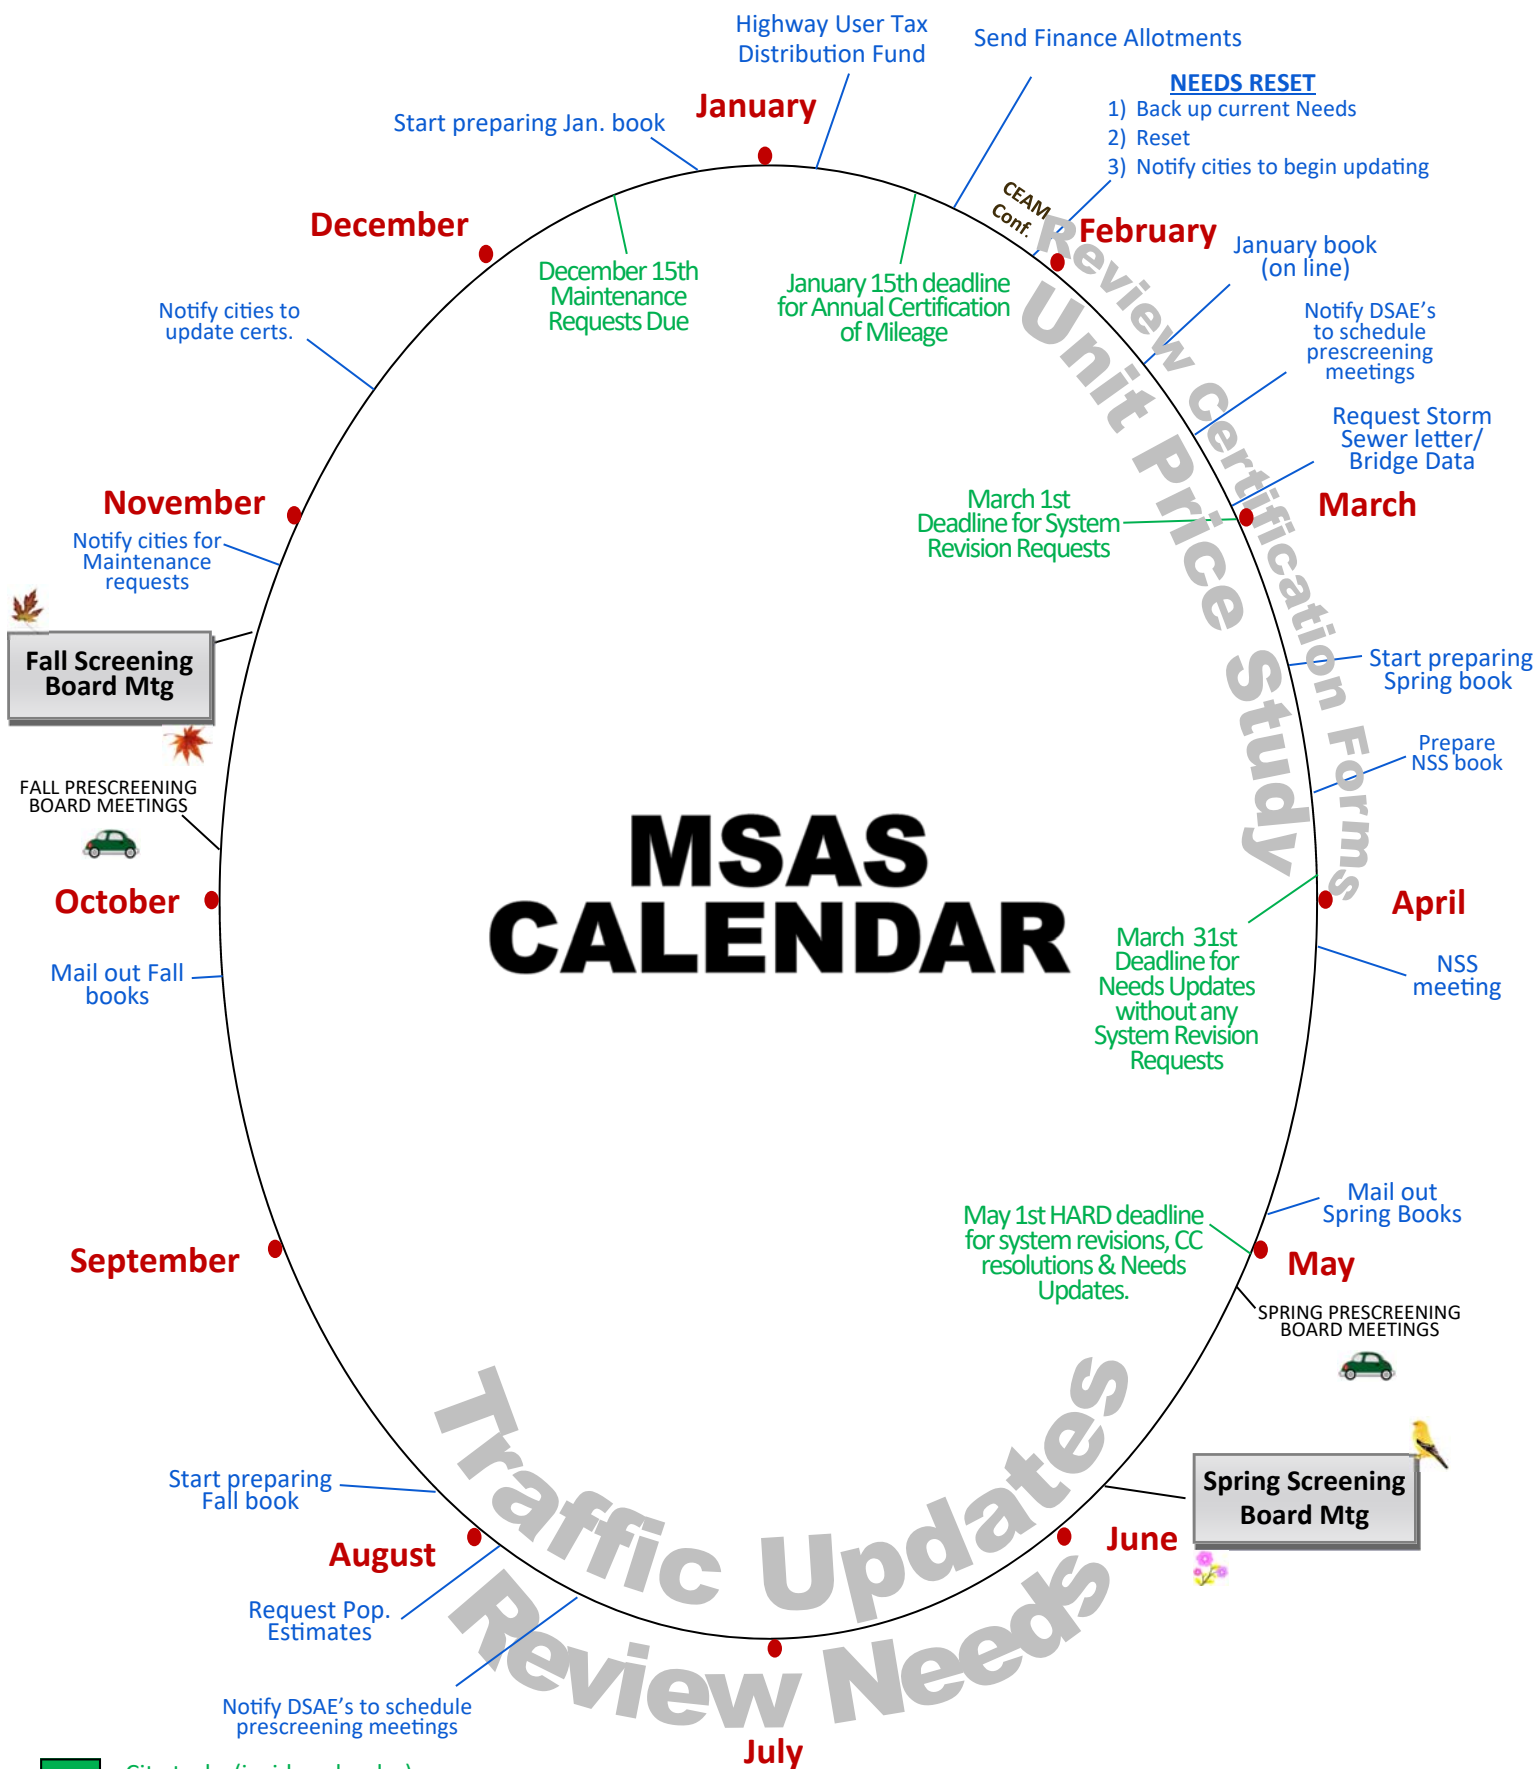 Highway User Tax
Distribution Fund
Send Finance Allotments
NEEDS RESET
1) Back up current Needs
2) Reset
3) Notify cities to begin updating
January
Start preparing Jan. book
CEAM
Conf.
December
February
December 15th
Maintenance
Requests Due
January 15th deadline
for Annual Certification
of Mileage
January book
(on line)
Notify cities to
update certs.
Notify DSAE's
to schedule
prescreening
meetings
Review Certification Forms
Unit Price Study
Request Storm
Sewer letter/
Bridge Data
November
March 1st
Deadline for System
Revision Requests
March
Notify cities for
Maintenance
requests
Fall Screening
Board Mtg
Start preparing
Spring book
Prepare
NSS book
FALL PRESCREENING
BOARD MEETINGS
MSAS
CALENDAR
October
April
March 31st
Deadline for
Needs Updates
without any
System Revision
Requests
Mail out Fall
books
NSS
meeting
Mail out
Spring Books
May 1st HARD deadline
for system revisions, CC
resolutions & Needs
Updates.
September
May
SPRING PRESCREENING
BOARD MEETINGS
Traffic Updates
Review Needs
Start preparing
Fall book
Spring Screening
Board Mtg
August
June
Request Pop.
Estimates
Notify DSAE's to schedule
prescreening meetings
July